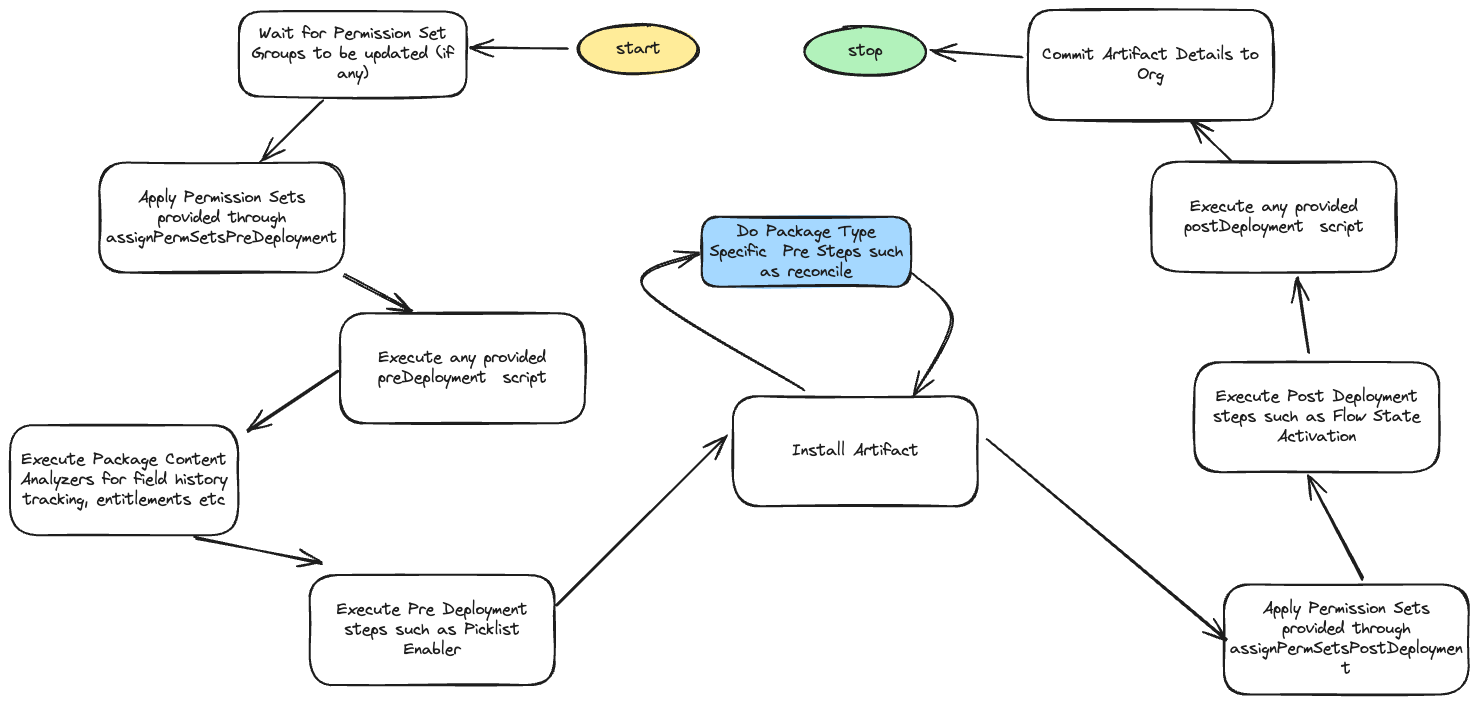 start
Wait for Permission Set
Groups to be updated (if
any)
Apply Permission Sets
provided through
assignPermSetsPreDeployment
Execute any provided
preDeployment script
Execute Package Content
Analyzers for field history
tracking, entitlements etc
Execute Pre Deployment
steps such as Picklist
Enabler
Install Artifact
Do Package Type
Specific Pre Steps such
as reconcile
Apply Permission Sets
provided through
assignPermSetsPostDeploymen
t
Execute Post Deployment
steps such as Flow State
Activation
Execute any provided
postDeployment script
Commit Artifact Details to
Org
stop